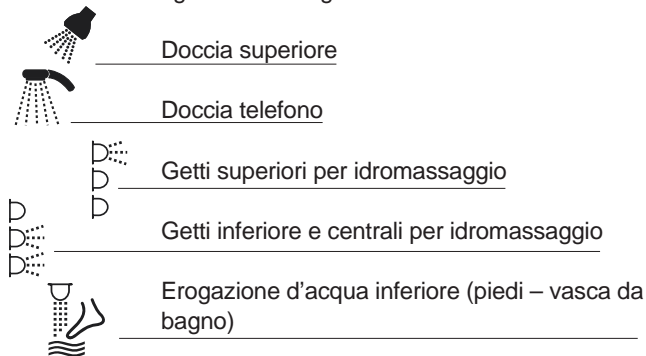 Doccia superiore
Doccia telefono
Getti superiori per idromassaggio
Getti inferiore e centrali per idromassaggio
Erogazione d'acqua inferiore (piedi – vasca da
bagno)